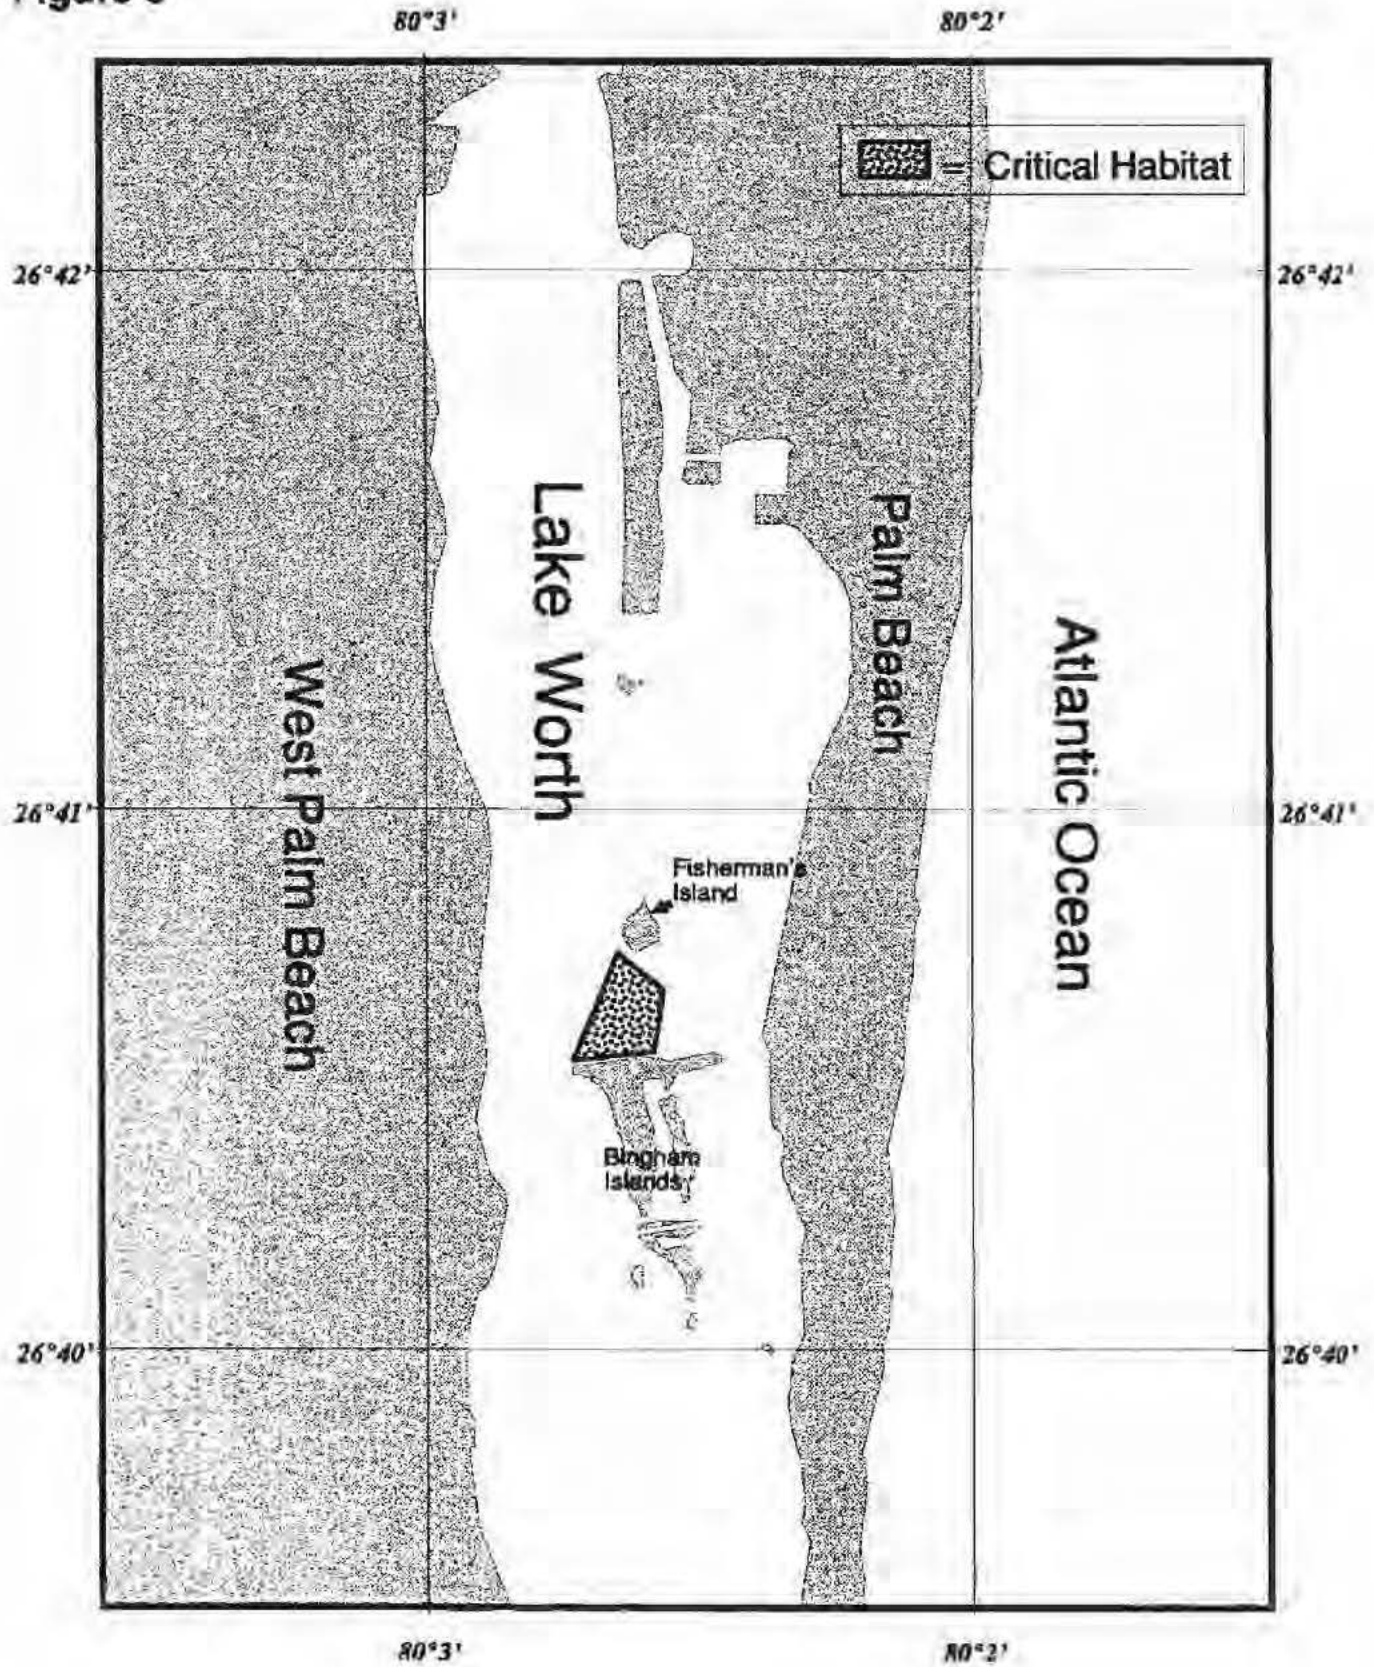 80°3' 80°2'
= Critical Habitat
26°42' 26°42'
Lake Worth
Palm Beach
Atlantic Ocean
West Palm Beach
26°41' 26°41'
Fisherman's
Island
Bingham
Islands
26°40' 26°40'
80°3' 80°2'